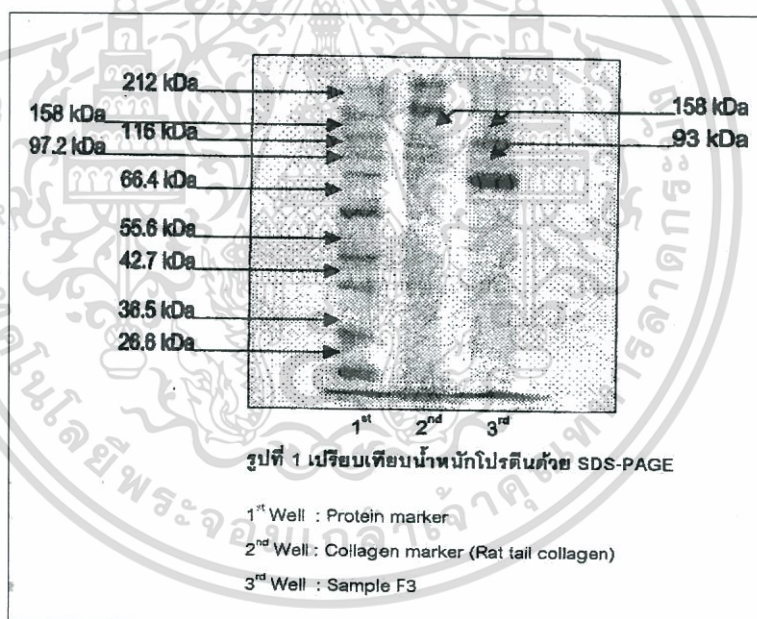 212 kDa
158 kDa
116 kDa
97.2 kDa
66.4 kDa
55.6 kDa
42.7 kDa
36.5 kDa
26.6 kDa
158 kDa
93 kDa
1st 2nd 3rd
รูปที่ 1 เปรียบเทียบน้ำหนักโปรตีนด้วย SDS-PAGE
1st Well : Protein marker
2nd Well : Collagen marker (Rat tail collagen)
3rd Well : Sample F3